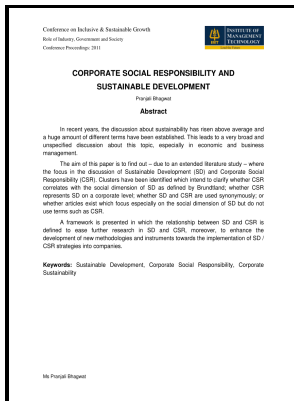 Conference on Inclusive & Sustainable Growth
Role of Industry, Government and Society
Conference Proceedings: 2011
INSTITUTE OF
MANAGEMENT
TECHNOLOGY
CORPORATE SOCIAL RESPONSIBILITY AND
SUSTAINABLE DEVELOPMENT
Pranjali Bhagwat
Abstract
In recent years, the discussion about sustainability has risen above average and
a huge amount of different terms have been established. This leads to a very broad and
unspecified discussion about this topic, especially in economic and business
management.
The aim of this paper is to find out – due to an extended literature study – where
the focus in the discussion of Sustainable Development (SD) and Corporate Social
Responsibility (CSR). Clusters have been identified which intend to clarify whether CSR
correlates with the social dimension of SD as defined by Brundtland; whether CSR
represents SD on a corporate level; whether SD and CSR are used synonymously; or
whether articles exist which focus especially on the social dimension of SD but do not
use terms such as CSR.
A framework is presented in which the relationship between SD and CSR is
defined to ease further research in SD and CSR, moreover, to enhance the
development of new methodologies and instruments towards the implementation of SD /
CSR strategies into companies.
Keywords: Sustainable Development, Corporate Social Responsibility, Corporate
Sustainability
Ms Pranjali Bhagwat